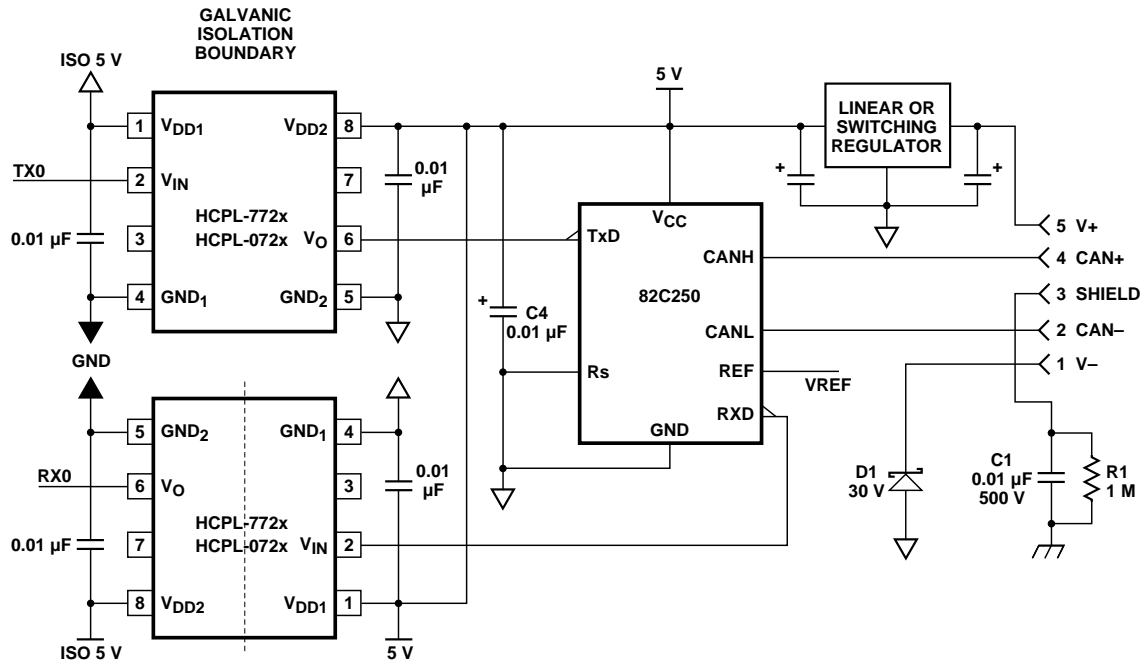 GALVANIC
ISOLATION
BOUNDARY
ISO 5 V
5 V
LINEAR OR
SWITCHING
REGULATOR
1 VDD1 VDD2 8
0.01
µF
TX0
2 VIN 7
HCPL-772x
HCPL-072x
3 VO 6
0.01 µF
4 GND1 GND2 5
GND
+
C4
0.01 µF
VCC
TxD
CANH
82C250
CANL
Rs
REF
VREF
RXD
GND
+
+
5 V+
4 CAN+
3 SHIELD
2 CAN–
1 V–
5 GND2 GND1 4
0.01
µF
RX0
6 VO 3
HCPL-772x
HCPL-072x
7 VIN 2
0.01 µF
8 VDD2 VDD1 1
ISO 5 V
5 V
D1
30 V
C1
0.01 µF
500 V
R1
1 M